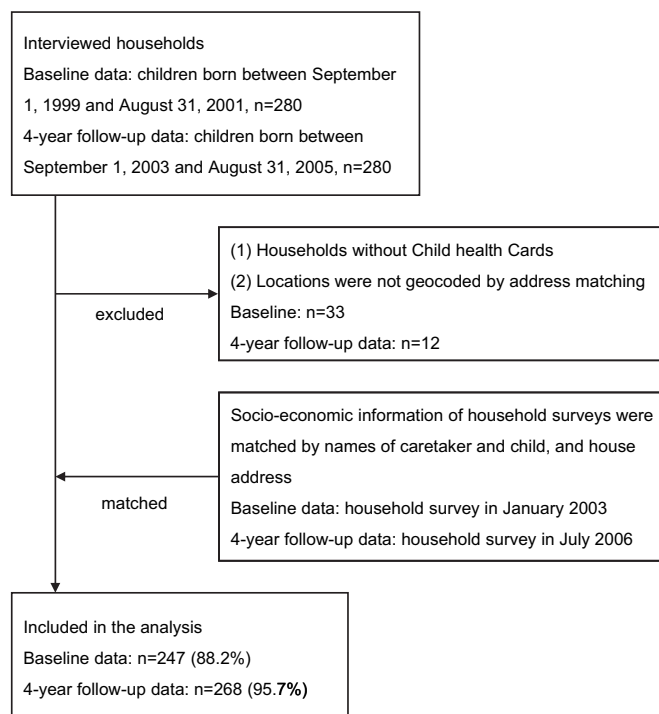 Interviewed households
Baseline data: children born between September
1, 1999 and August 31, 2001, n=280
4-year follow-up data: children born between
September 1, 2003 and August 31, 2005, n=280
(1) Households without Child health Cards
(2) Locations were not geocoded by address matching
Baseline: n=33
4-year follow-up data: n=12
excluded
Socio-economic information of household surveys were
matched by names of caretaker and child, and house
address
Baseline data: household survey in January 2003
4-year follow-up data: household survey in July 2006
matched
Included in the analysis
Baseline data: n=247 (88.2%)
4-year follow-up data: n=268 (95.7%)